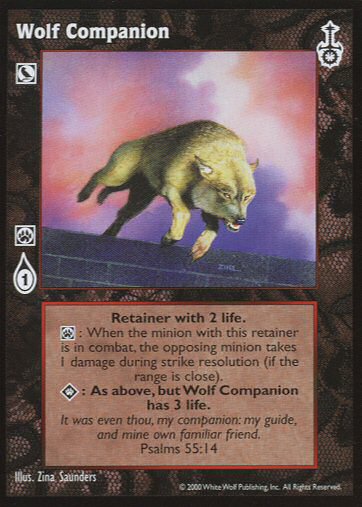 Wolf Companion
ZINA
1
Retainer with 2 life.
: When the minion with this retainer
is in combat, the opposing minion takes
1 damage during strike resolution (if the
range is close).
: As above, but Wolf Companion
has 3 life.
It was even thou, my companion: my guide,
and mine own familiar friend.
Psalms 55:14
Illus. Zina Saunders
© 2000 White Wolf Publishing, Inc. All Rights Reserved.